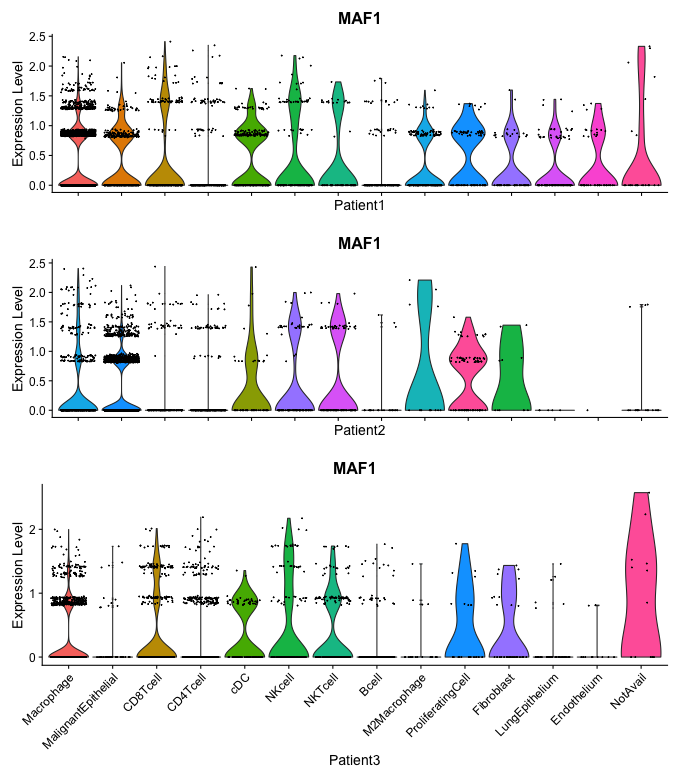 MAF1
Expression Level
2.5
2.0
1.5
1.0
0.5
0.0
Patient1
MAF1
Expression Level
2.5
2.0
1.5
1.0
0.5
0.0
Patient2
MAF1
Expression Level
2
1
0
Macrophage
MalignantEpithelial
CD8Tcell
CD4Tcell
cDC
NKcell
NKTcell
Bcell
M2Macrophage
ProliferatingCell
Fibroblast
LungEpithelium
Endothelium
NotAvail
Patient3